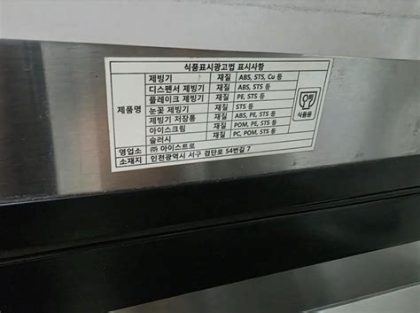 식품표시광고법 표시사항
제품명 제빙기 재질 ABS, STS, Cu 등
디스펜서 제빙기 재질 ABS, STS 등
플레이크 제빙기 재질 PE, STS 등
눈꽃 제빙기 재질 STS 등
제빙기 저장통 재질 ABS, PE, STS 등
아이스크림 재질 POM, PE, STS 등
슬러시 재질 PC, POM, STS 등
식품용
영업소 ㈜ 아이스트로
소재지 인천광역시 서구 검단로 54번길 7